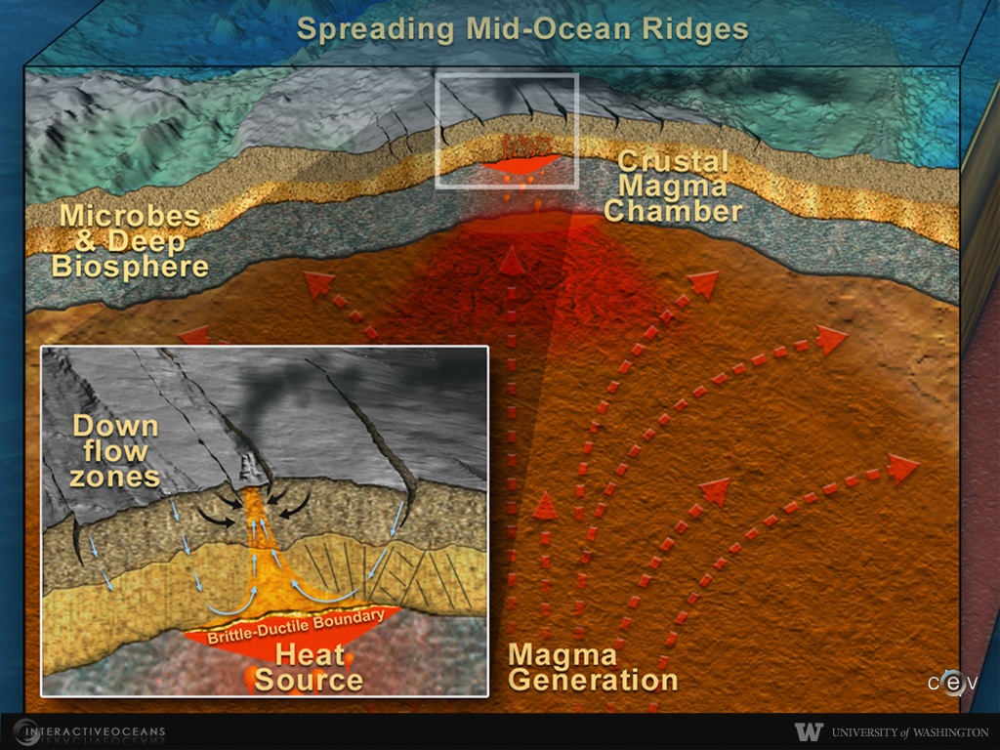 Spreading Mid-Ocean Ridges
Crustal
Magma
Chamber
Microbes
& Deep
Biosphere
Down
flow
zones
Brittle-Ductile Boundary
Heat
Source
Magma
Generation
cev
INTERACTIVEOCEANS
W UNIVERSITY of WASHINGTON